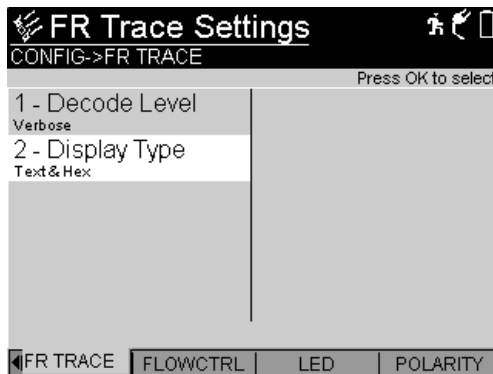 FR Trace Settings
CONFIG->FR TRACE
Press OK to select
1 - Decode Level
Verbose
2 - Display Type
Text & Hex
FR TRACE FLOWCTRL LED POLARITY